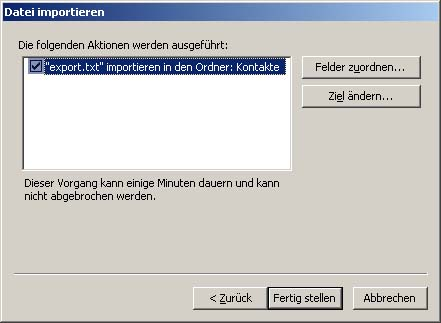 Datei importieren
Die folgenden Aktionen werden ausgeführt:
"export.txt" importieren in den Ordner: Kontakte
Felder zuordnen...
Ziel ändern...
Dieser Vorgang kann einige Minuten dauern und kann
nicht abgebrochen werden.
< Zurück
Fertig stellen
Abbrechen